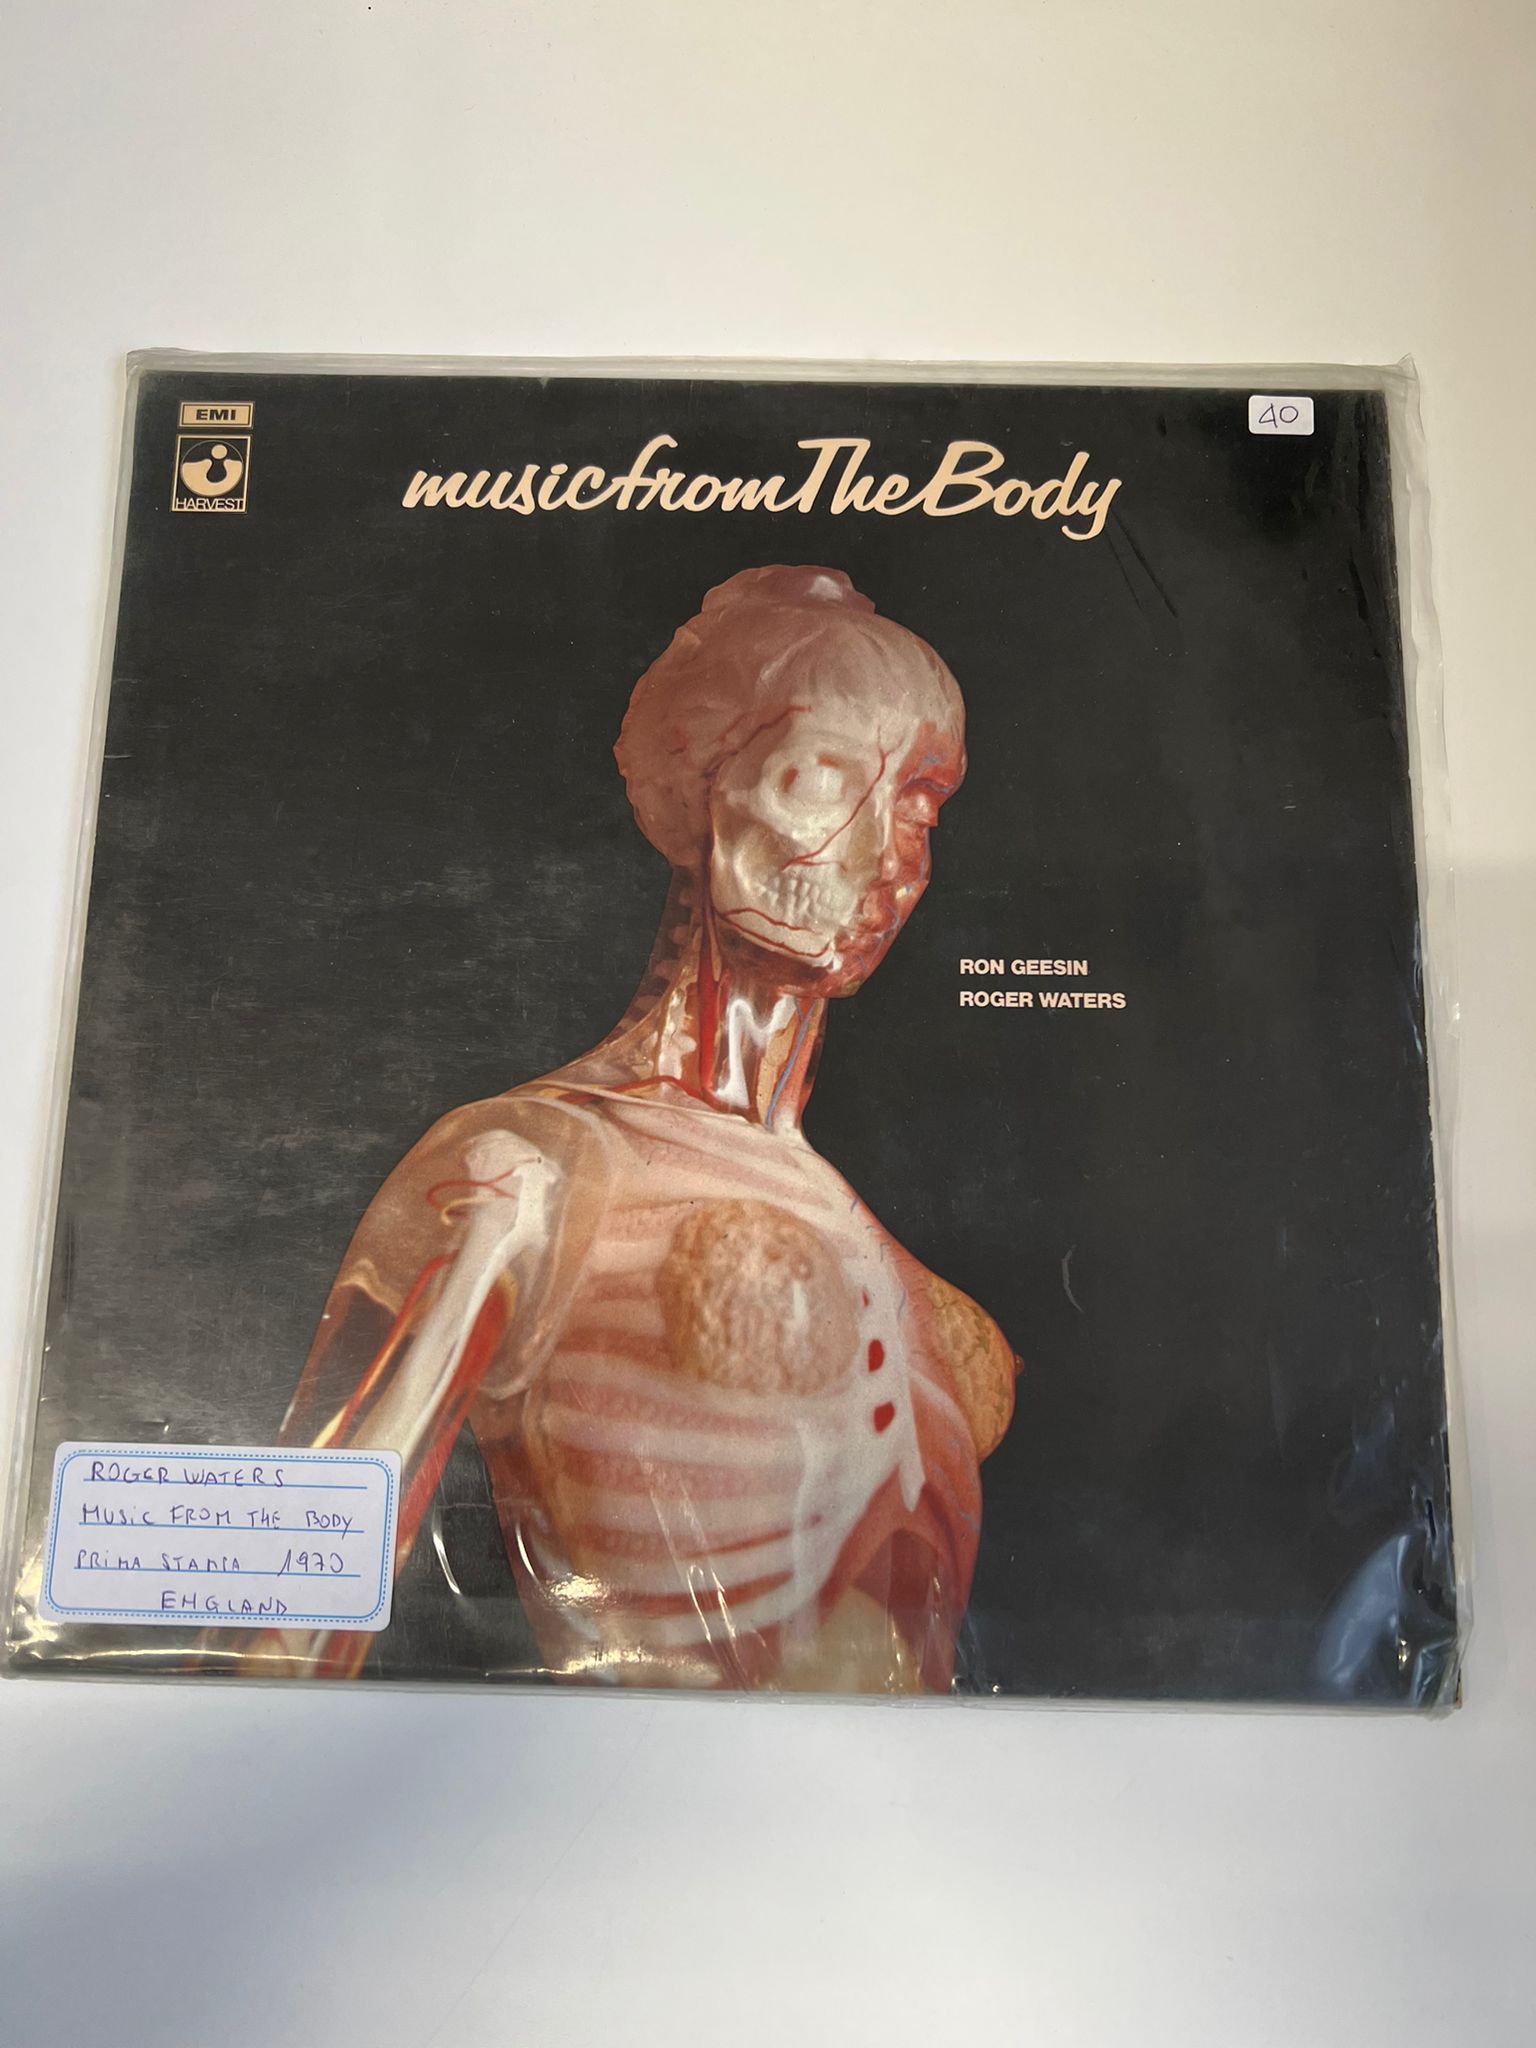 EMI
HARVEST
music from The Body
40
RON GEESIN
ROGER WATERS
ROGER WATERS
MUSIC FROM THE BODY
PRIMA STAMPA 1970
ENGLAND